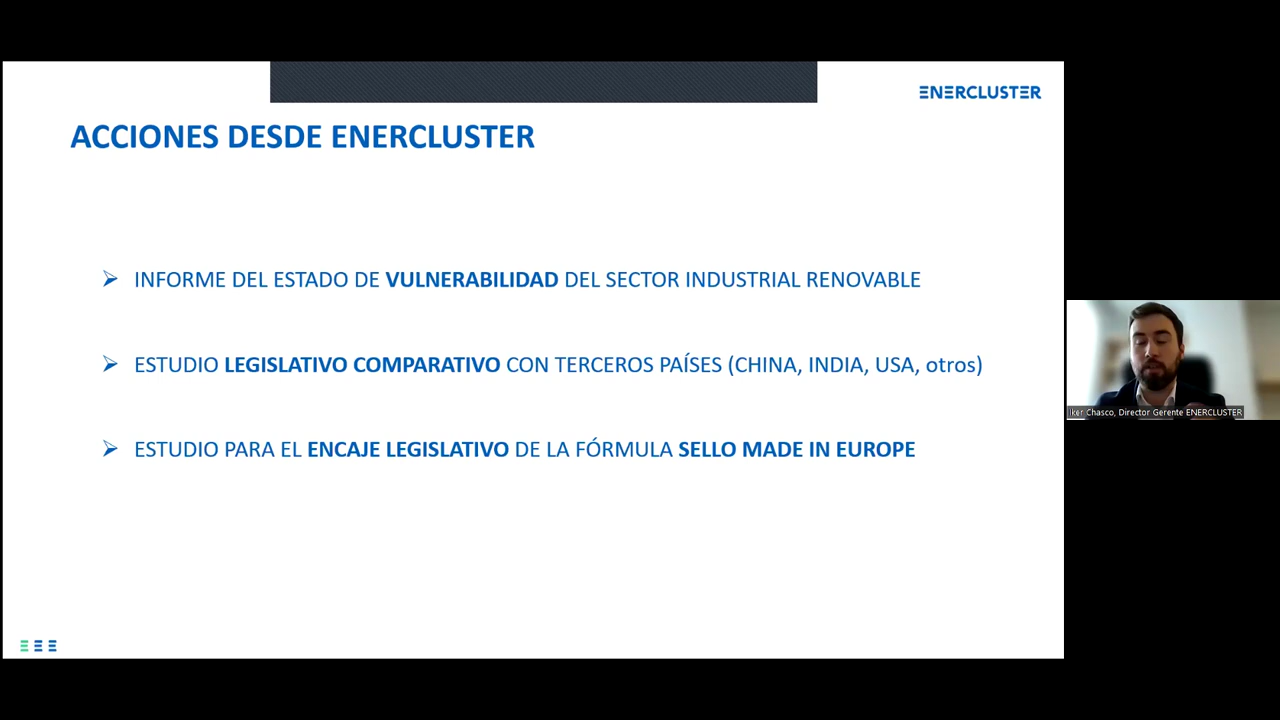 ENERCLUSTER
ACCIONES DESDE ENERCLUSTER
INFORME DEL ESTADO DE VULNERABILIDAD DEL SECTOR INDUSTRIAL RENOVABLE
ESTUDIO LEGISLATIVO COMPARATIVO CON TERCEROS PAÍSES (CHINA, INDIA, USA, otros)
ESTUDIO PARA EL ENCAJE LEGISLATIVO DE LA FÓRMULA SELLO MADE IN EUROPE
Iker Chasco, Director Gerente ENERCLUSTER